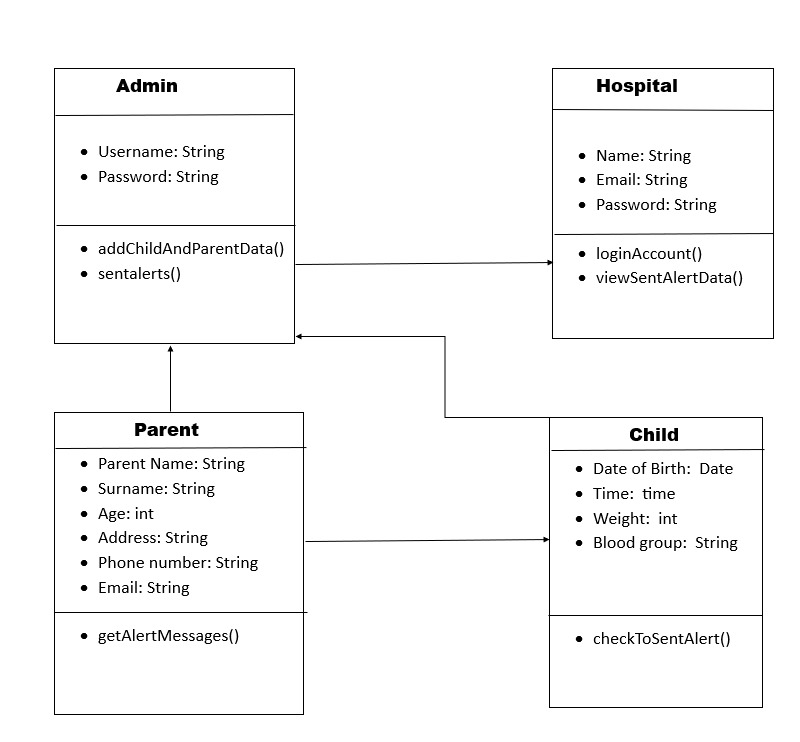 Admin
• Username: String
• Password: String
• addChildAndParentData()
• sentalerts()
Hospital
• Name: String
• Email: String
• Password: String
• loginAccount()
• viewSentAlertData()
Parent
• Parent Name: String
• Surname: String
• Age: int
• Address: String
• Phone number: String
• Email: String
• getAlertMessages()
Child
• Date of Birth:  Date
• Time:  time
• Weight:  int
• Blood group:  String
• checkToSentAlert()